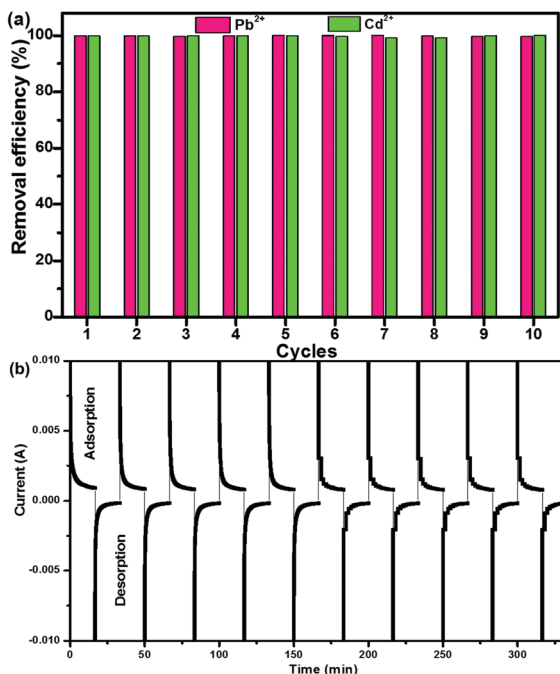 (a)
Pb²⁺ Cd²⁺
Removal efficiency (%)
100
80
60
40
20
0
1 2 3 4 5 6 7 8 9 10
Cycles
(b)
Current (A)
0.010
0.005
0.000
-0.005
-0.010
Adsorption
Desorption
0 50 100 150 200 250 300
Time (min)